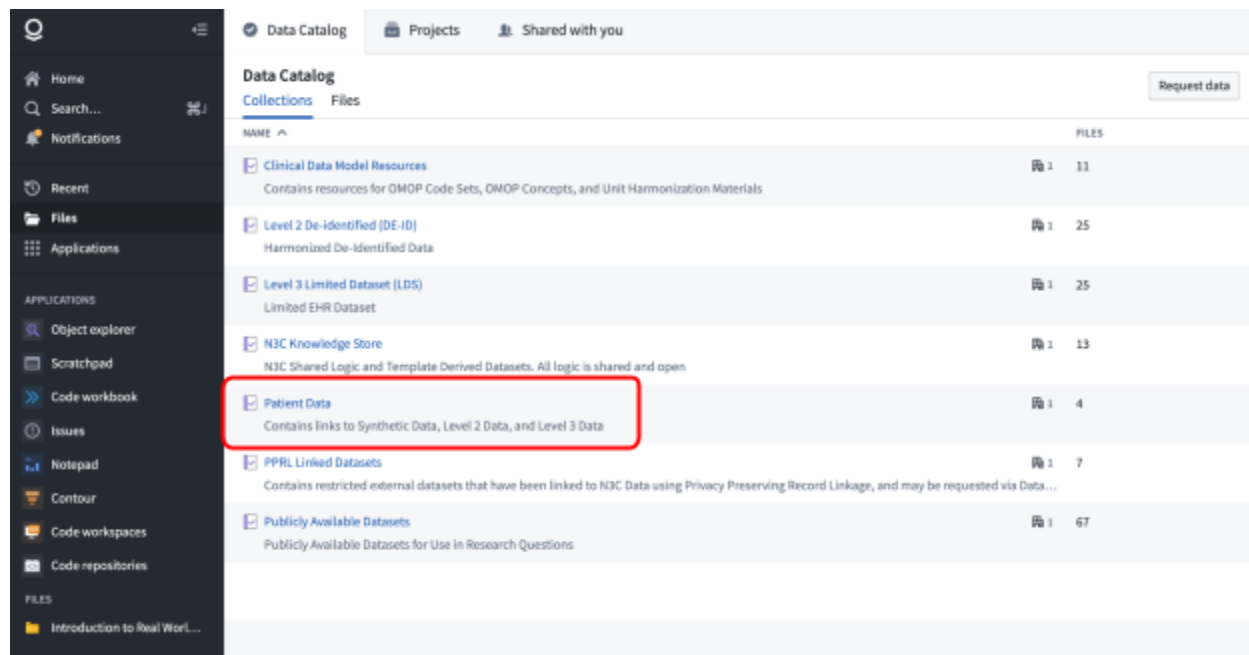 Data Catalog
Projects
Shared with you
Home
Search...
⌘J
Notifications
Recent
Files
Applications
APPLICATIONS
Object explorer
Scratchpad
Code workbook
Issues
Notepad
Contour
Code workspaces
Code repositories
FILES
Introduction to Real Worl...
Data Catalog
Request data
Collections Files
NAME FILES
Clinical Data Model Resources 1 11
Contains resources for OMOP Code Sets, OMOP Concepts, and Unit Harmonization Materials
Level 2 De-identified (DE-ID) 1 25
Harmonized De-Identified Data
Level 3 Limited Dataset (LDS) 1 25
Limited EHR Dataset
N3C Knowledge Store 1 13
N3C Shared Logic and Template Derived Datasets. All logic is shared and open
Patient Data 1 4
Contains links to Synthetic Data, Level 2 Data, and Level 3 Data
PPRL Linked Datasets 1 7
Contains restricted external datasets that have been linked to N3C Data using Privacy Preserving Record Linkage, and may be requested via Data...
Publicly Available Datasets 1 67
Publicly Available Datasets for Use in Research Questions